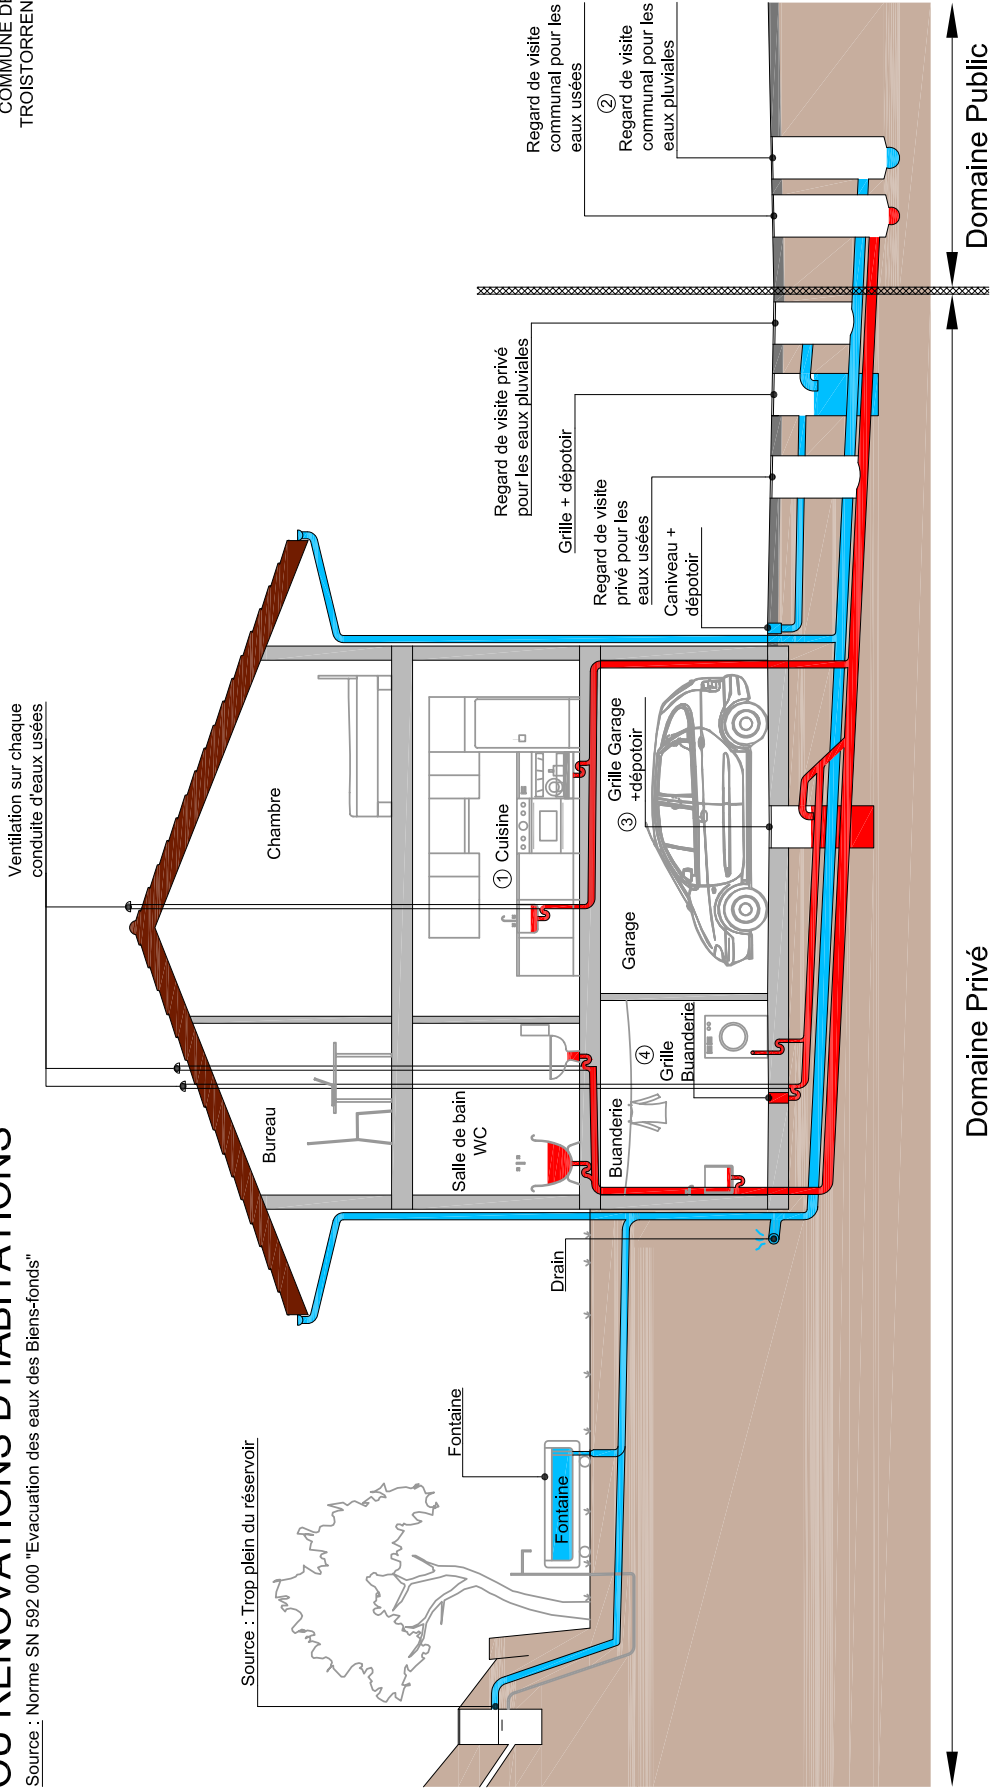 COMMUNE DE
TROISTORREN
OU RENOVATIONS D'HABITATIONS
Source : Norme SN 592 000 "Evacuation des eaux des Biens-fonds"
Ventilation sur chaque
conduite d'eaux usées
Source : Trop plein du réservoir
Fontaine
Fontaine
Drain
Bureau
Chambre
Salle de bain
WC
① Cuisine
Buanderie
④
Grille
Buanderie
Garage
③
Grille Garage
+dépotoir
Regard de visite privé
pour les eaux pluviales
Grille + dépotoir
Regard de visite
privé pour les
eaux usées
Caniveau +
dépotoir
Regard de visite
communal pour les
eaux usées
②
Regard de visite
communal pour les
eaux pluviales
Domaine Privé
Domaine Public